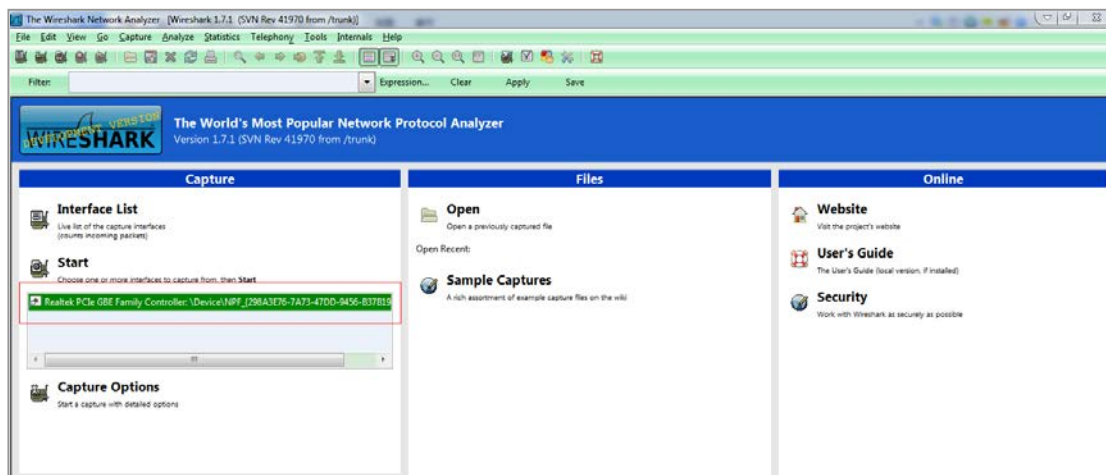 The Wireshark Network Analyzer [Wireshark 1.7.1 (SVN Rev 41970 from /trunk)]
File Edit View Go Capture Analyze Statistics Telephony Tools Internals Help
Filter: Expression... Clear Apply Save
DEVELOPMENT VERSION
WIRESHARK
The World's Most Popular Network Protocol Analyzer
Version 1.7.1 (SVN Rev 41970 from /trunk)
Capture
Interface List
Live list of the capture interfaces
(counts incoming packets)
Start
Choose one or more interfaces to capture from, then Start
Realtek PCIe GBE Family Controller: \Device\NPF_{298A3E76-7A73-47DD-9456-B37B19
Capture Options
Start a capture with detailed options
Files
Open
Open a previously captured file
Open Recent:
Sample Captures
A rich assortment of example capture files on the wiki
Online
Website
Visit the project's website
User's Guide
The User's Guide (local version, if installed)
Security
Work with Wireshark as securely as possible